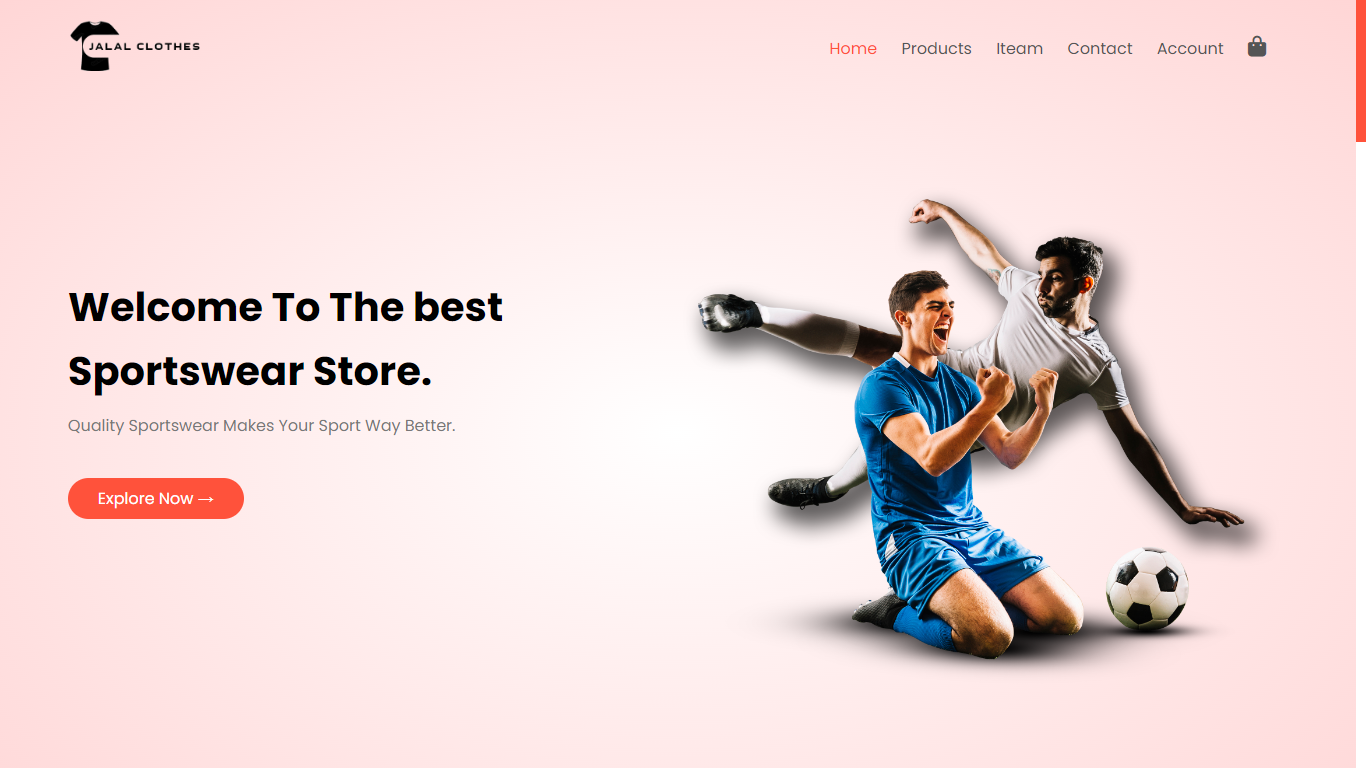 JALAL CLOTHES
Home Products Iteam Contact Account
Welcome To The best
Sportswear Store.
Quality Sportswear Makes Your Sport Way Better.
Explore Now →